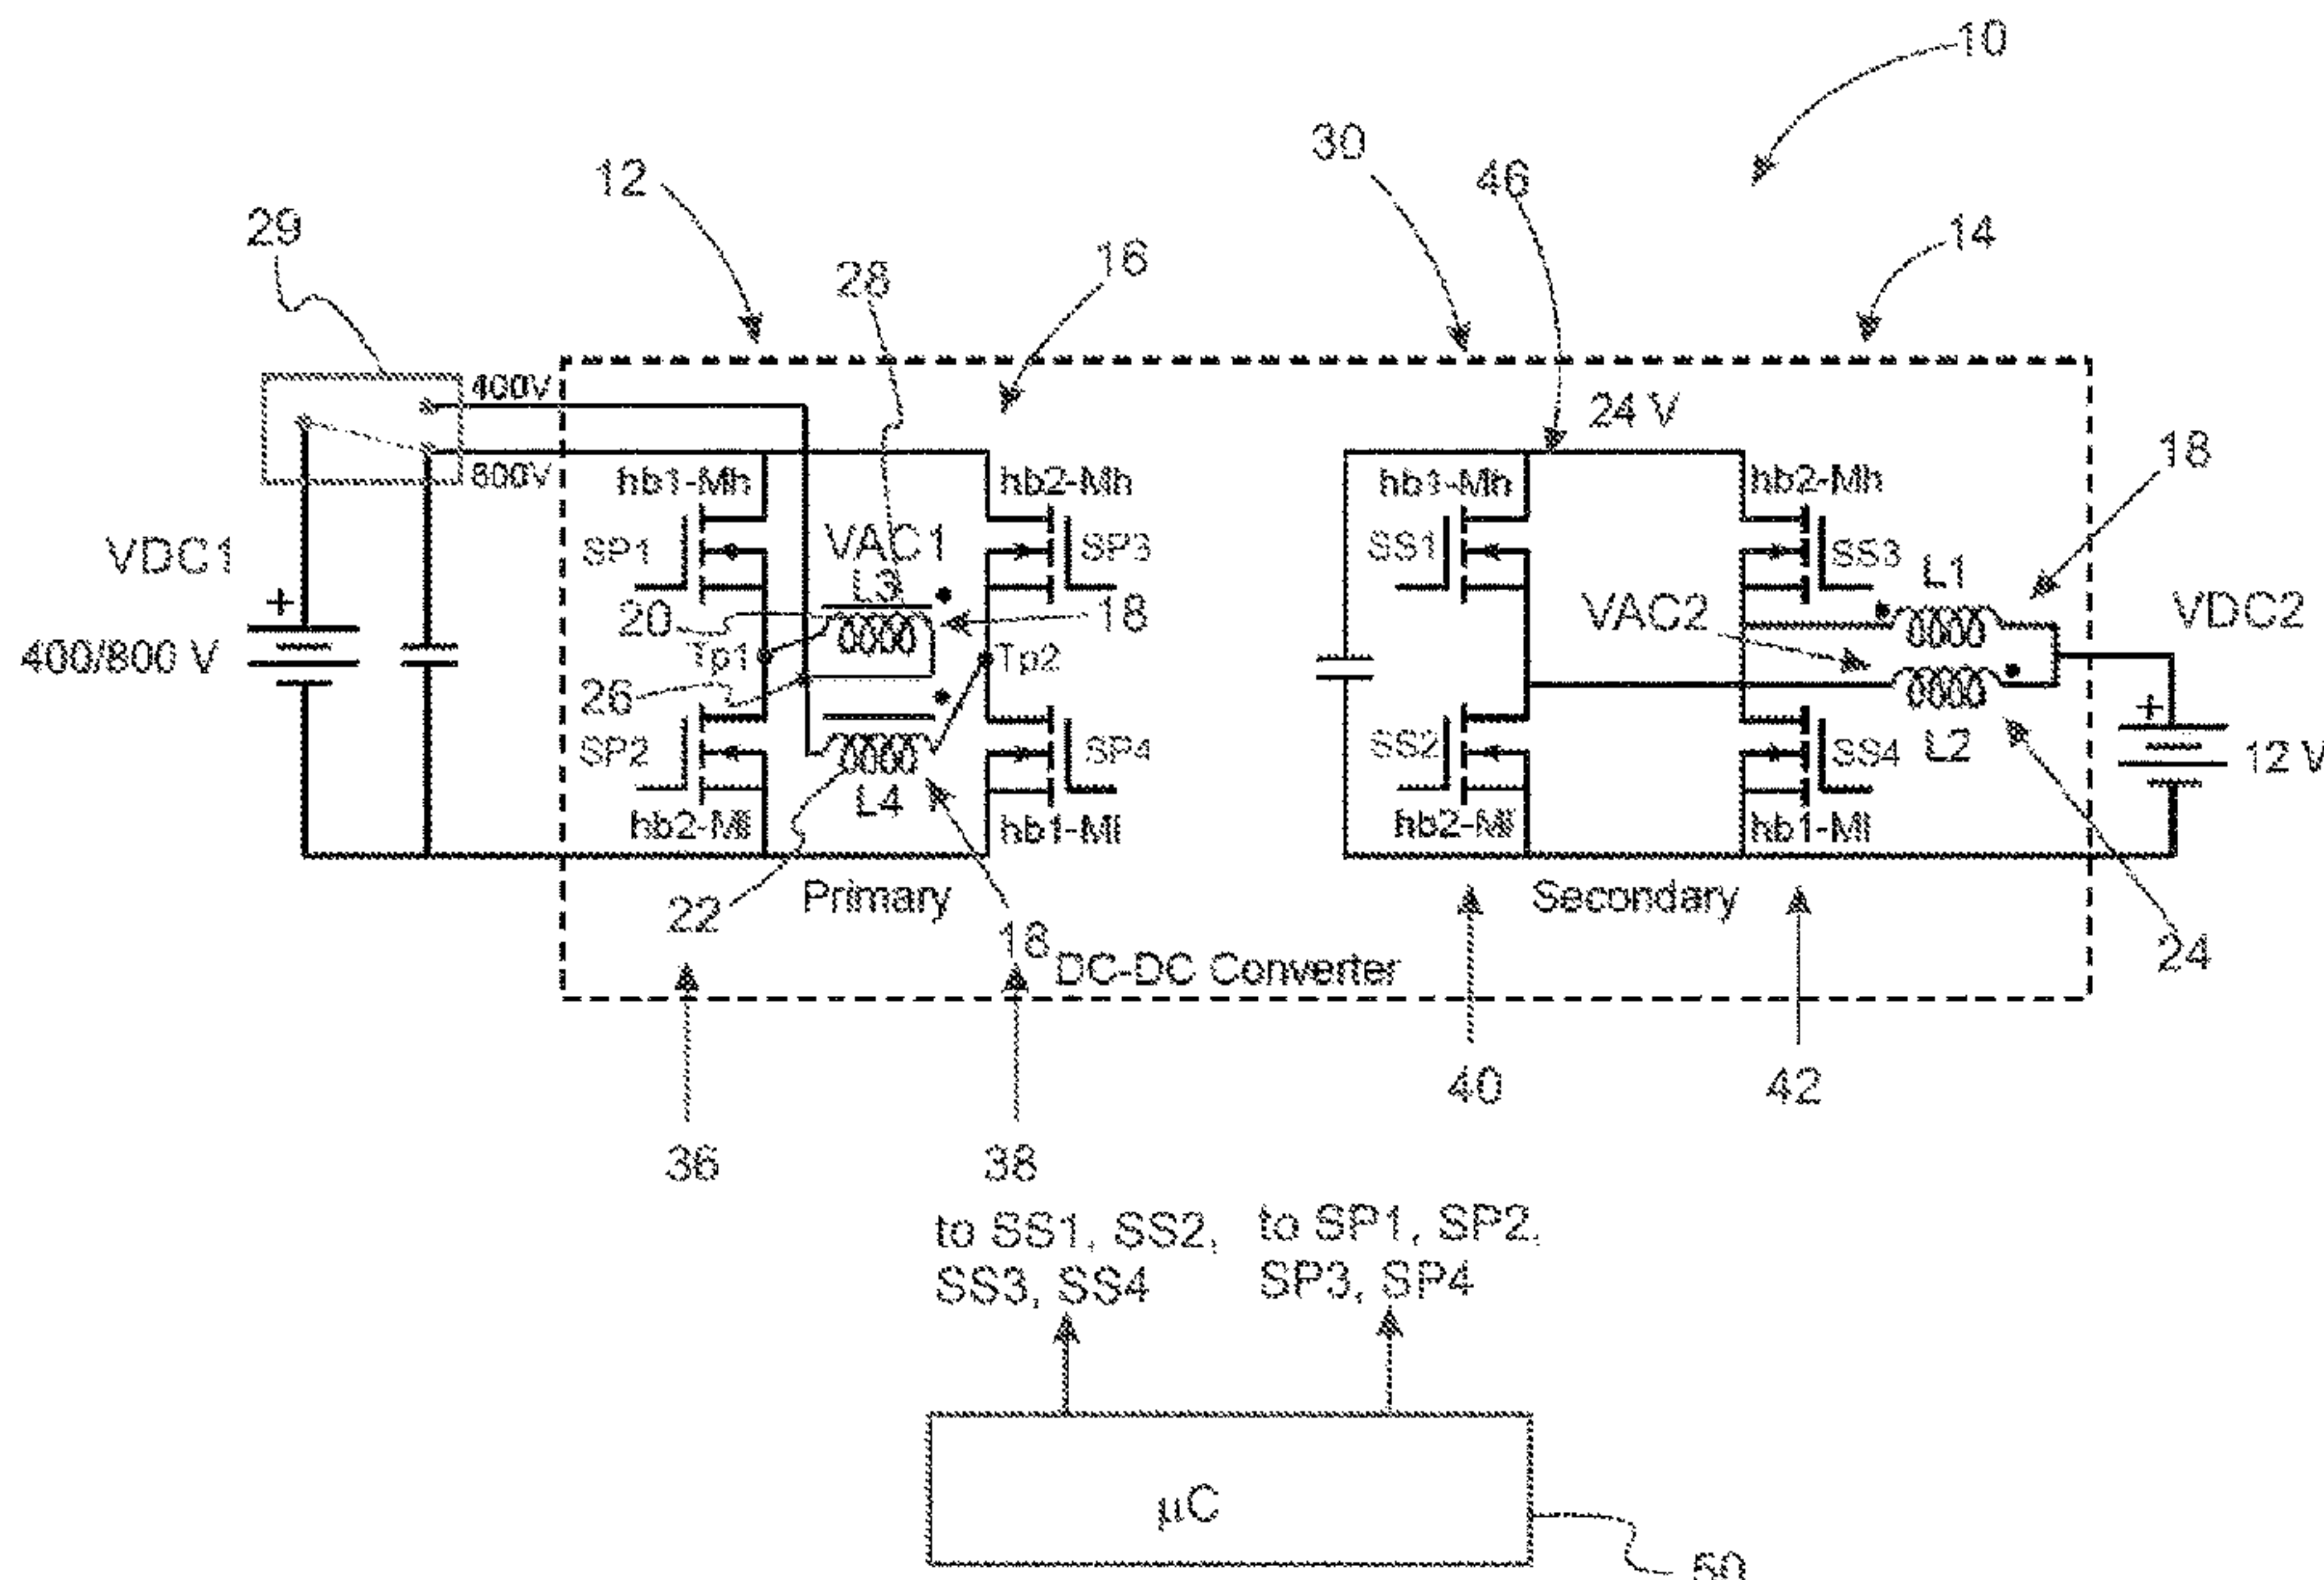 10
30
46
12
14
29
16
28
400V
24 V
18
800V
hb1-Mh
hb2-Mh
hb1-Mh
hb2-Mh
VDC1
SP1
VAC1
SP3
SS1
SS3
L3
L1
+
20
18
VAC2
VDC2
400/800 V
Tp1
Tp2
26
SP2
SP4
SS2
SS4
L2
+
12 V
L4
hb2-Ml
hb1-Ml
hb2-Ml
hb1-Ml
22
Primary
18
Secondary
24
DC-DC Converter
40
42
36
38
to SS1, SS2,
SS3, SS4
to SP1, SP2,
SP3, SP4
µC
50